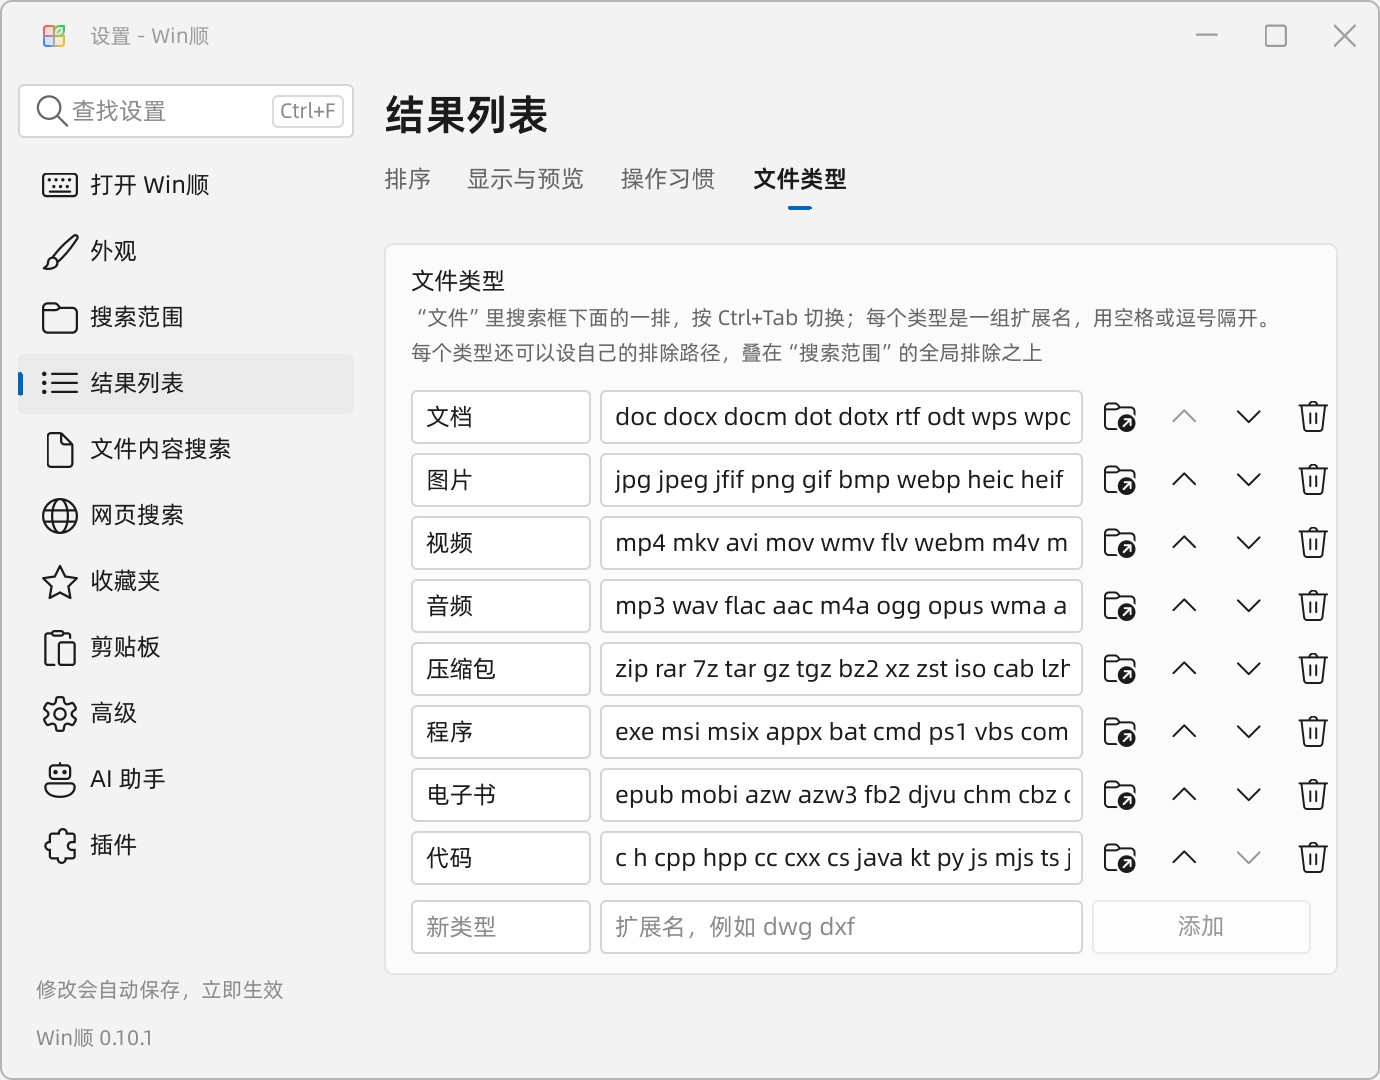 设置 - Win顺
查找设置 Ctrl+F
打开 Win顺
外观
搜索范围
结果列表
文件内容搜索
网页搜索
收藏夹
剪贴板
高级
AI 助手
插件
修改会自动保存，立即生效
Win顺 0.10.1
结果列表
排序 显示与预览 操作习惯 文件类型
文件类型
“文件”里搜索框下面的一排，按 Ctrl+Tab 切换；每个类型是一组扩展名，用空格或逗号隔开。
每个类型还可以设自己的排除路径，叠在“搜索范围”的全局排除之上
文档 doc docx docm dot dotx rtf odt wps wpd
图片 jpg jpeg jfif png gif bmp webp heic heif
视频 mp4 mkv avi mov wmv flv webm m4v m
音频 mp3 wav flac aac m4a ogg opus wma a
压缩包 zip rar 7z tar gz tgz bz2 xz zst iso cab lzh
程序 exe msi msix appx bat cmd ps1 vbs com
电子书 epub mobi azw azw3 fb2 djvu chm cbz
代码 c h cpp hpp cc cxx cs java kt py js mjs ts
新类型 扩展名，例如 dwg dxf 添加